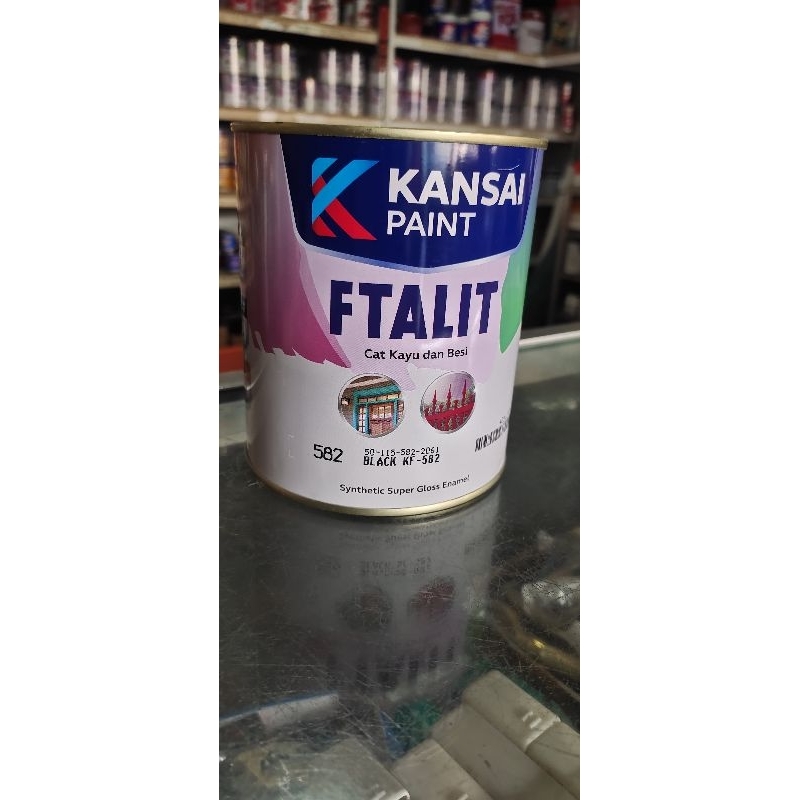 KANSAI
PAINT
FTALIT
Cat Kayu dan Besi
582
50-115-582-2061
BLACK KF-582
Synthetic Super Gloss Enamel